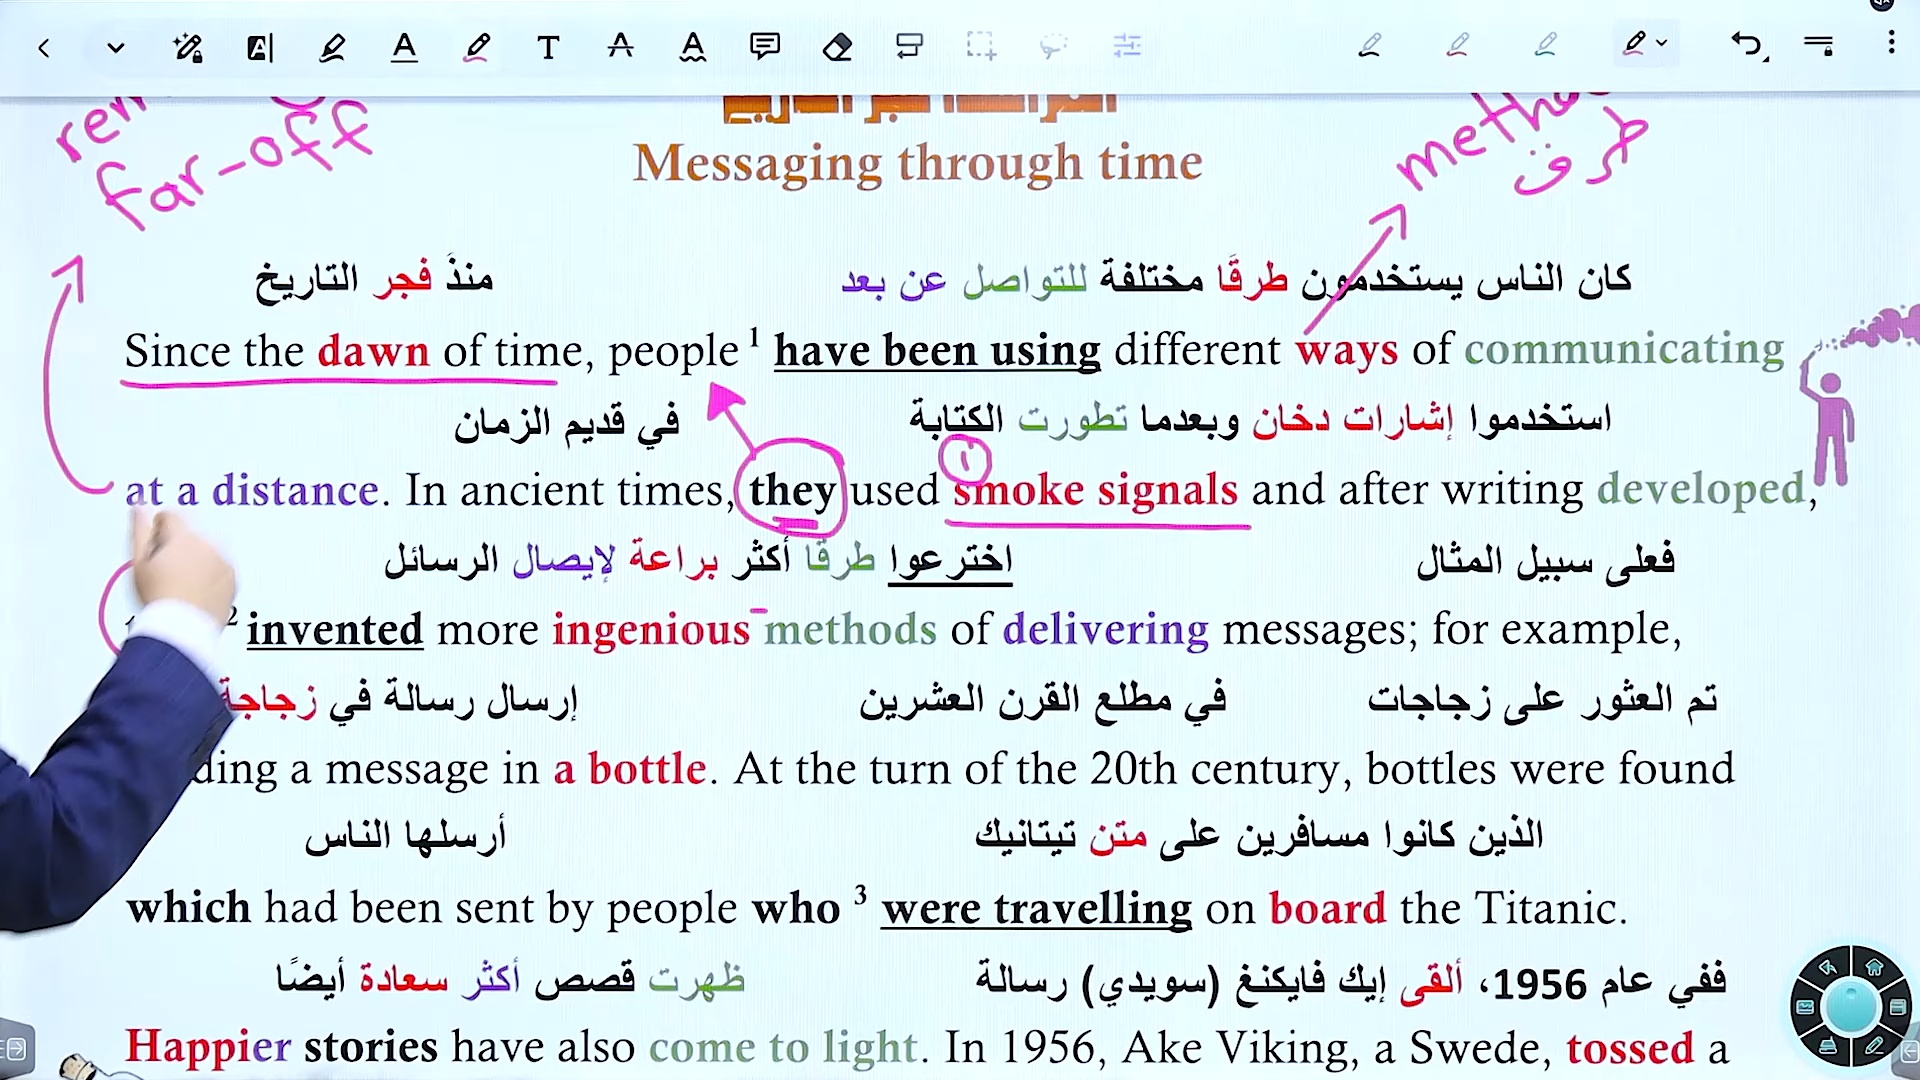 far-off
طرق
Messaging through time
كان الناس يستخدمون طرقًا مختلفة للتواصل عن بعد منذ فجر التاريخ
Since the dawn of time, people ¹ have been using different ways of communicating
استخدموا إشارات دخان وبعدما تطورت الكتابة في قديم الزمان
1
at a distance. In ancient times, they used smoke signals and after writing developed,
فعلى سبيل المثال اخترعوا طرقًا أكثر براعة لإيصال الرسائل
² invented more ingenious methods of delivering messages; for example,
تم العثور على زجاجات في مطلع القرن العشرين إرسال رسالة في زجاجة
a message in a bottle. At the turn of the 20th century, bottles were found
الذين كانوا مسافرين على متن تيتانيك أرسلها الناس
which had been sent by people who ³ were travelling on board the Titanic.
ففي عام 1956، ألقى إيك فايكنغ (سويدي) رسالة ظهرت قصص أكثر سعادة أيضًا
Happier stories have also come to light. In 1956, Ake Viking, a Swede, tossed a